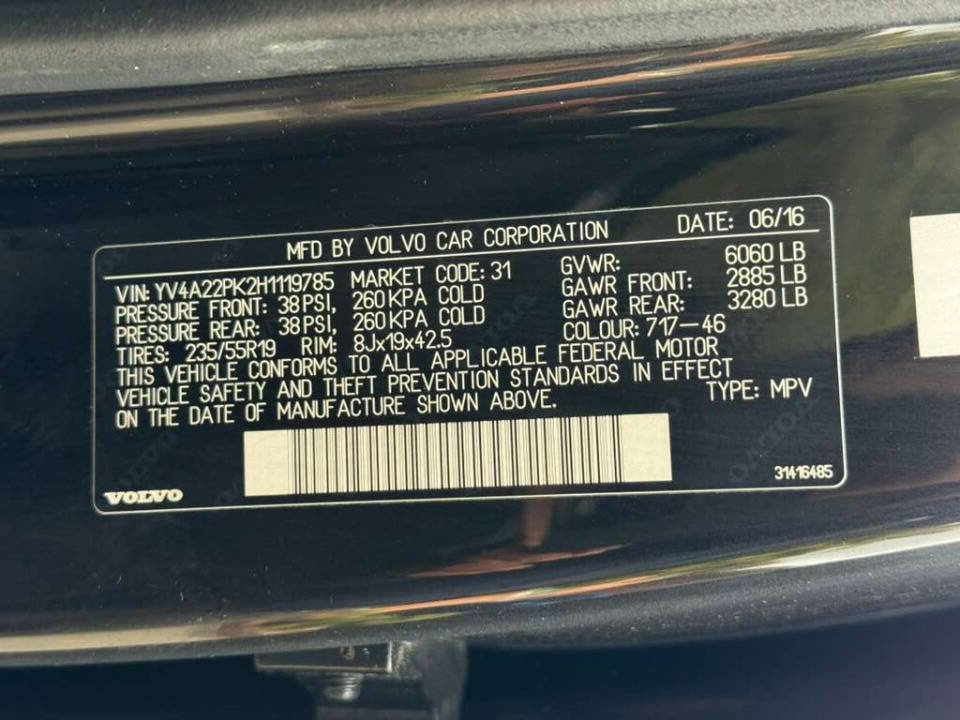 MFD BY VOLVO CAR CORPORATION DATE: 06/16
VIN: YV4A22PK2H1119785 MARKET CODE: 31 GVWR: 6060 LB
PRESSURE FRONT: 38 PSI, 260 KPA COLD GAWR FRONT: 2885 LB
PRESSURE REAR: 38 PSI, 260 KPA COLD GAWR REAR: 3280 LB
TIRES: 235/55R19 RIM: 8Jx19x42.5 COLOUR: 717-46
THIS VEHICLE CONFORMS TO ALL APPLICABLE FEDERAL MOTOR
VEHICLE SAFETY AND THEFT PREVENTION STANDARDS IN EFFECT
ON THE DATE OF MANUFACTURE SHOWN ABOVE. TYPE: MPV
VOLVO 31416485